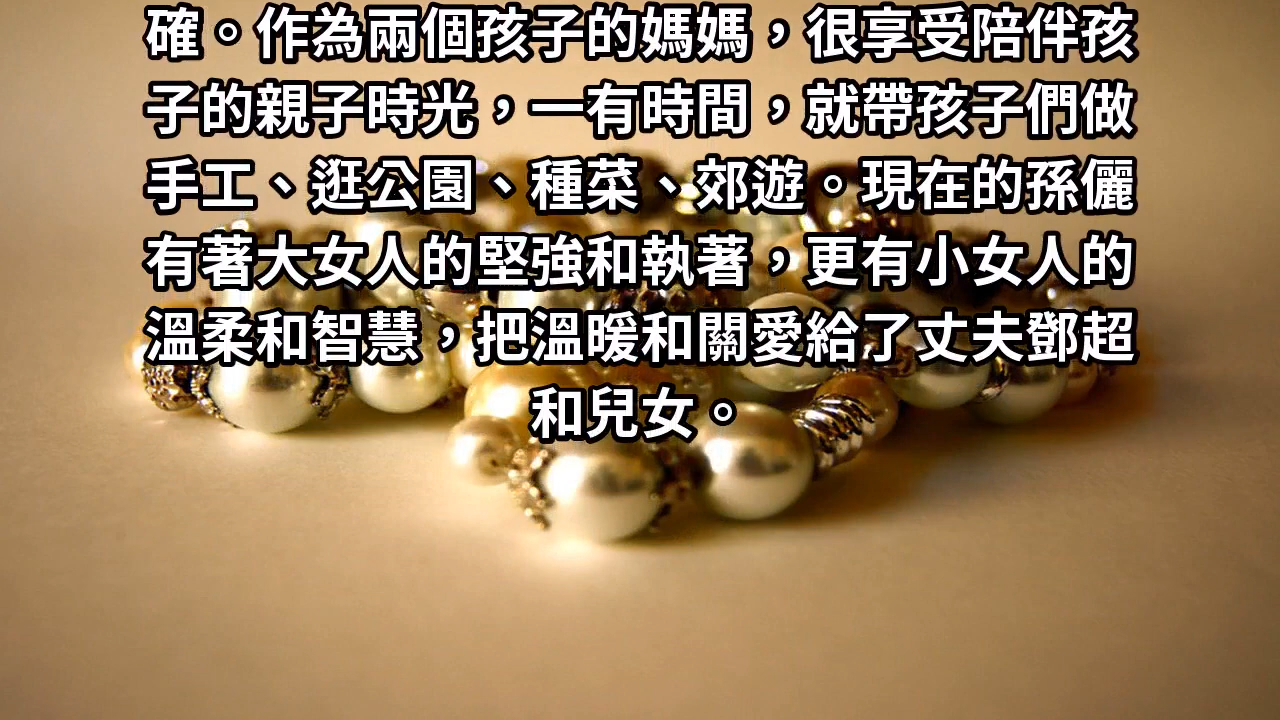 確。作為兩個孩子的媽媽，很享受陪伴孩
子的親子時光，一有時間，就帶孩子們做
手工、逛公園、種菜、郊遊。現在的孫儷
有著大女人的堅強和執著，更有小女人的
溫柔和智慧，把溫暖和關愛給了丈夫鄧超
和兒女。